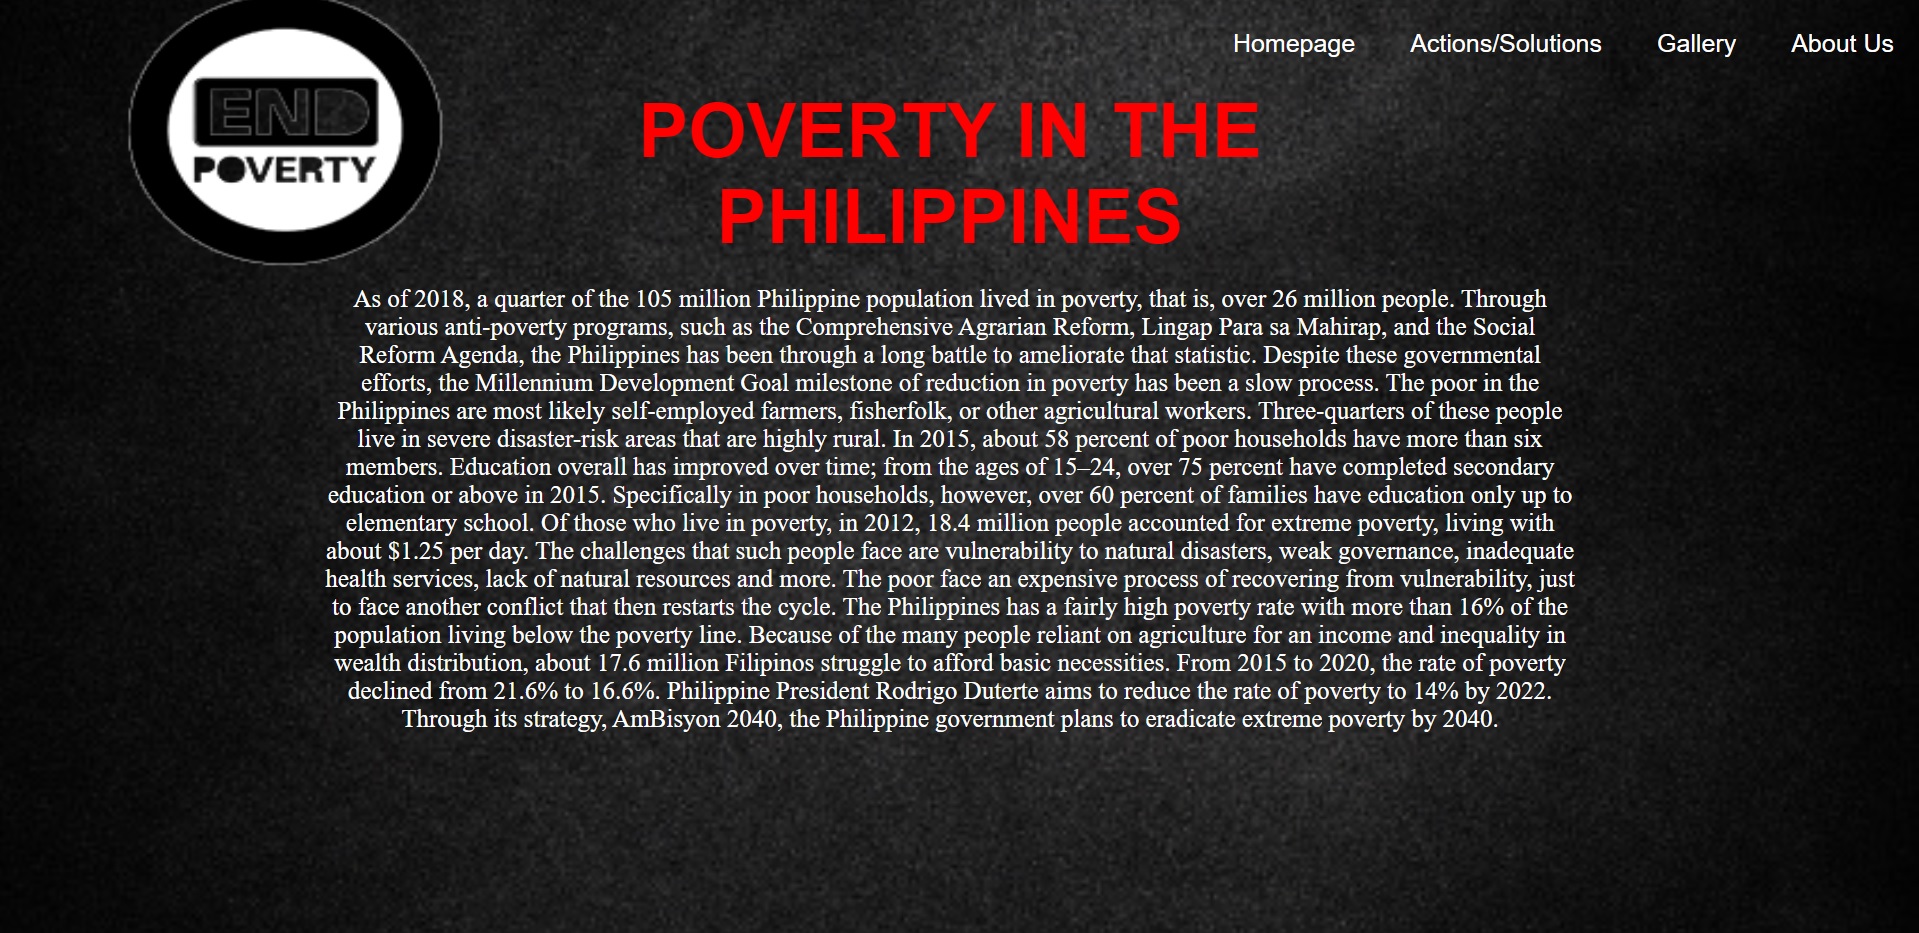 END
POVERTY
Homepage Actions/Solutions Gallery About Us
POVERTY IN THE
PHILIPPINES
As of 2018, a quarter of the 105 million Philippine population lived in poverty, that is, over 26 million people. Through
various anti-poverty programs, such as the Comprehensive Agrarian Reform, Lingap Para sa Mahirap, and the Social
Reform Agenda, the Philippines has been through a long battle to ameliorate that statistic. Despite these governmental
efforts, the Millennium Development Goal milestone of reduction in poverty has been a slow process. The poor in the
Philippines are most likely self-employed farmers, fisherfolk, or other agricultural workers. Three-quarters of these people
live in severe disaster-risk areas that are highly rural. In 2015, about 58 percent of poor households have more than six
members. Education overall has improved over time; from the ages of 15–24, over 75 percent have completed secondary
education or above in 2015. Specifically in poor households, however, over 60 percent of families have education only up to
elementary school. Of those who live in poverty, in 2012, 18.4 million people accounted for extreme poverty, living with
about $1.25 per day. The challenges that such people face are vulnerability to natural disasters, weak governance, inadequate
health services, lack of natural resources and more. The poor face an expensive process of recovering from vulnerability, just
to face another conflict that then restarts the cycle. The Philippines has a fairly high poverty rate with more than 16% of the
population living below the poverty line. Because of the many people reliant on agriculture for an income and inequality in
wealth distribution, about 17.6 million Filipinos struggle to afford basic necessities. From 2015 to 2020, the rate of poverty
declined from 21.6% to 16.6%. Philippine President Rodrigo Duterte aims to reduce the rate of poverty to 14% by 2022.
Through its strategy, AmBisyon 2040, the Philippine government plans to eradicate extreme poverty by 2040.